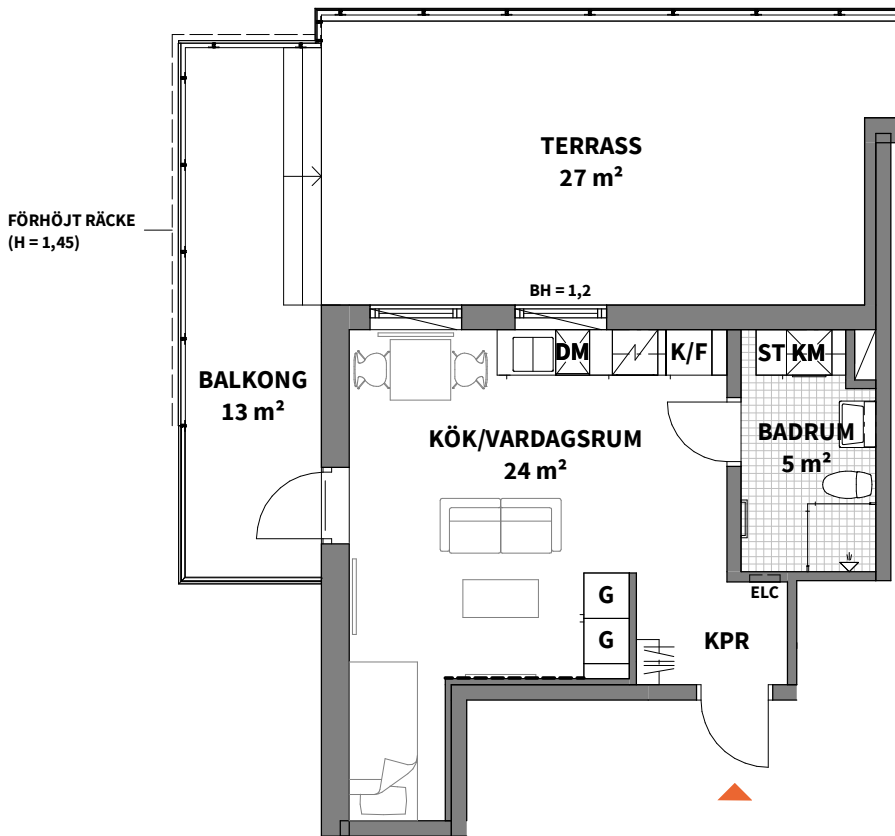 TERRASS
27 m²
FÖRHÖJT RÄCKE
(H = 1,45)
BH = 1,2
DM
K/F
ST KM
BALKONG
13 m²
KÖK/VARDAGSRUM
24 m²
BADRUM
5 m²
ELC
G
G
KPR